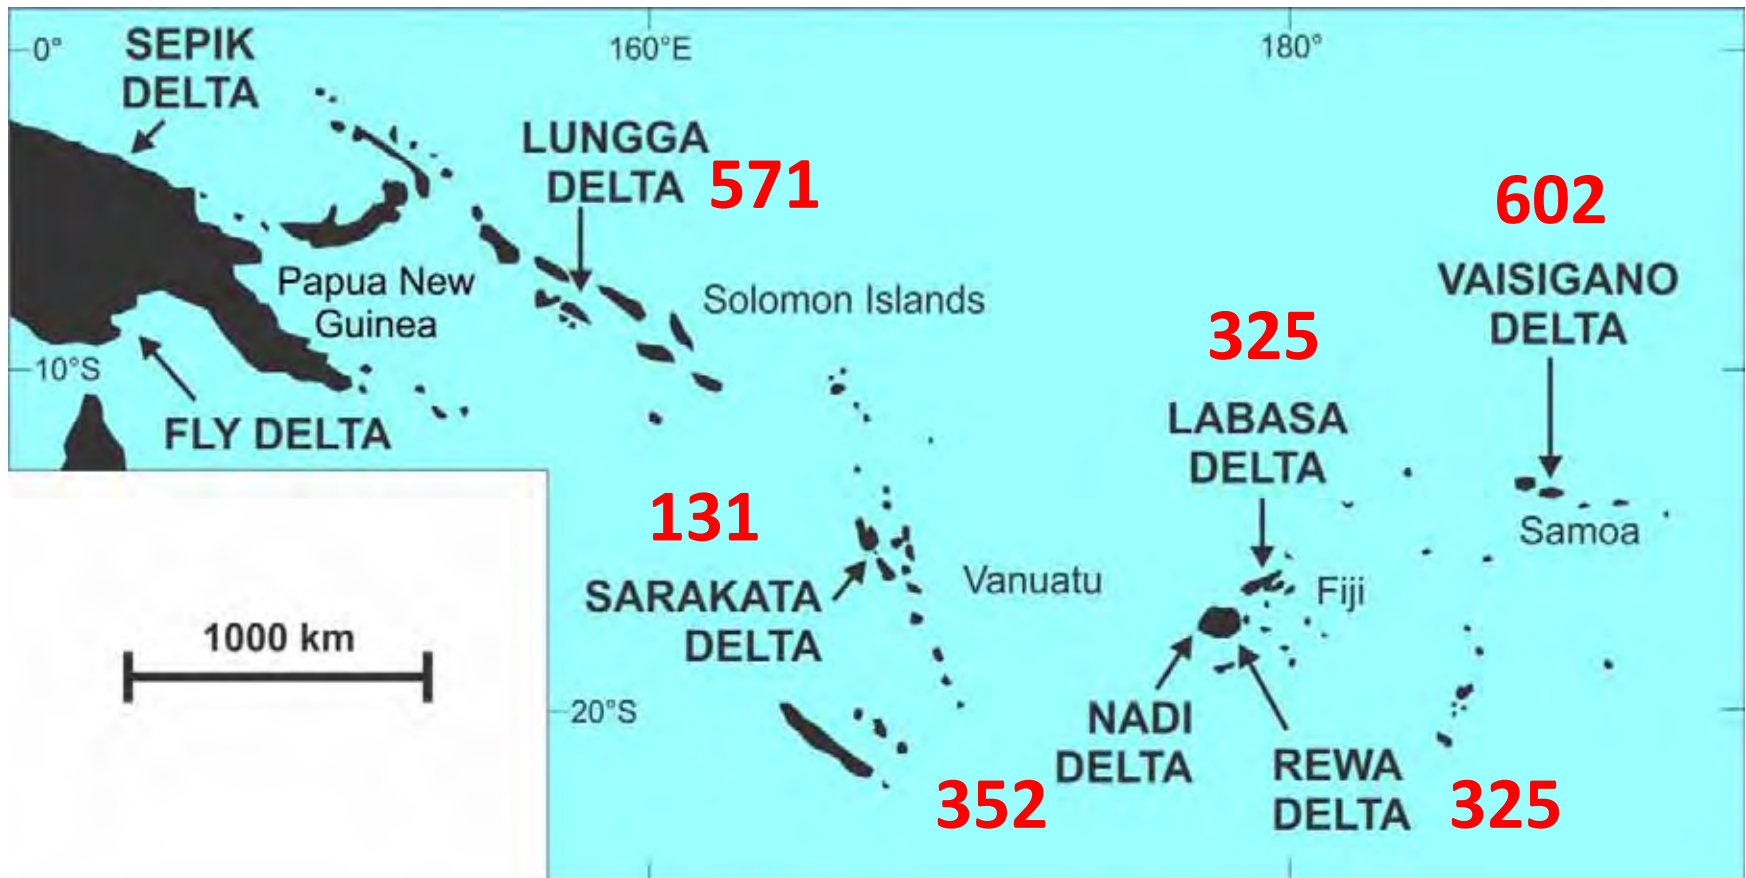 0°
SEPIK
DELTA
160°E
180°
LUNGGA
DELTA
571
602
VAISIGANO
DELTA
Papua New
Guinea
Solomon Islands
325
10°S
FLY DELTA
LABASA
DELTA
131
SARAKATA
DELTA
Vanuatu
Fiji
Samoa
1000 km
20°S
NADI
DELTA
352
REWA
DELTA
325